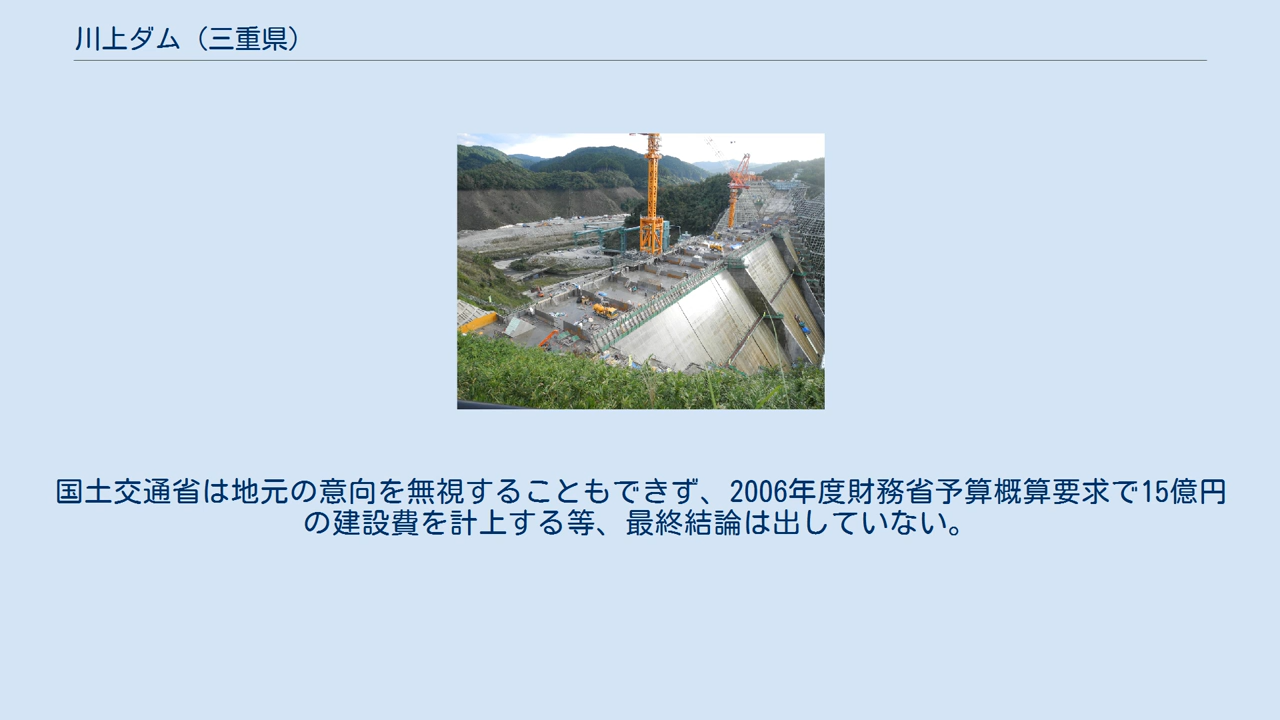 川上ダム（三重県）
国土交通省は地元の意向を無視することもできず、2006年度財務省予算概算要求で15億円
の建設費を計上する等、最終結論は出していない。